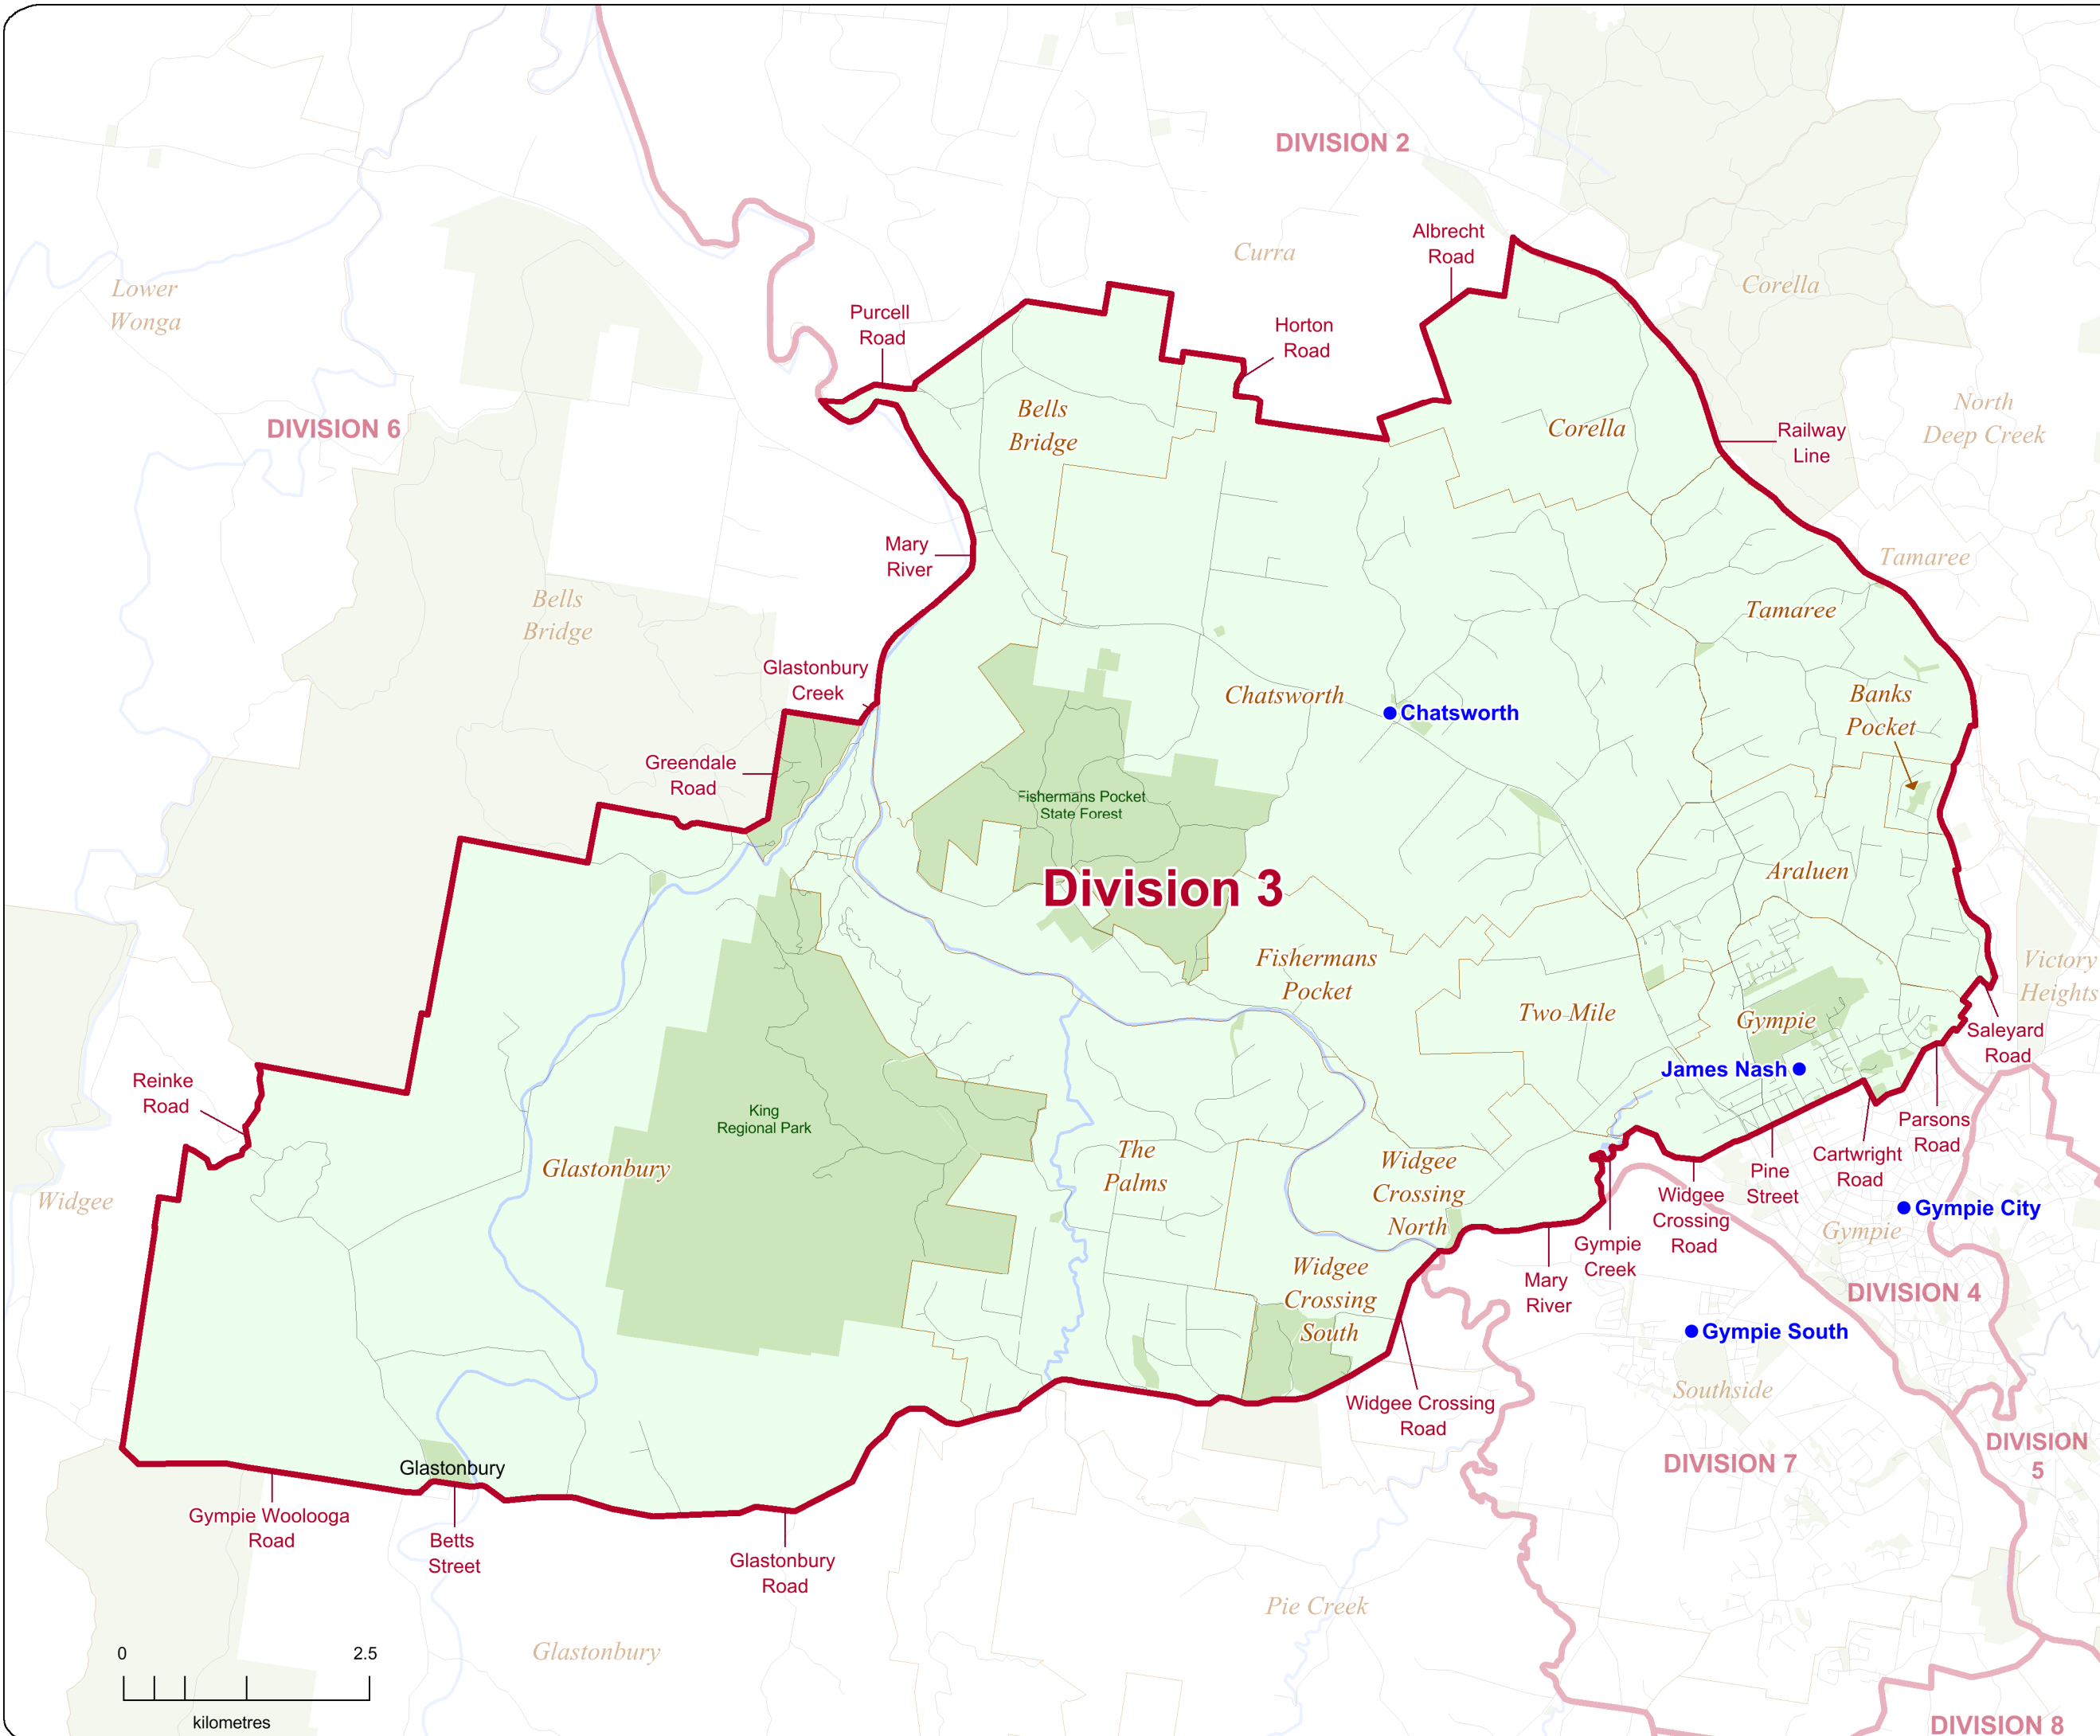 DIVISION 2
Albrecht
Road
Curra
Corella
Lower
Wonga
Purcell
Road
Horton
Road
DIVISION 6
Bells
Bridge
Corella
Railway
Line
North
Deep Creek
Mary
River
Tamaree
Bells
Bridge
Tamaree
Glastonbury
Creek
Chatsworth
Chatsworth
Banks
Pocket
Greendale
Road
Fishermans Pocket
State Forest
Division 3
Araluen
Fishermans
Pocket
Victory
Heights
Two Mile
Gympie
Saleyard
Road
James Nash
Reinke
Road
King
Regional Park
Glastonbury
The
Palms
Widgee
Crossing
North
Parsons
Road
Cartwright
Road
Pine
Street
Widgee
Crossing
Road
Widgee
Gympie City
Gympie
Gympie
Creek
Mary
River
Widgee
Crossing
South
DIVISION 4
Gympie South
Southside
Widgee Crossing
Road
DIVISION
5
DIVISION 7
Glastonbury
Gympie Woolooga
Road
Betts
Street
Glastonbury
Road
Pie Creek
Glastonbury
0 2.5
kilometres
DIVISION 8